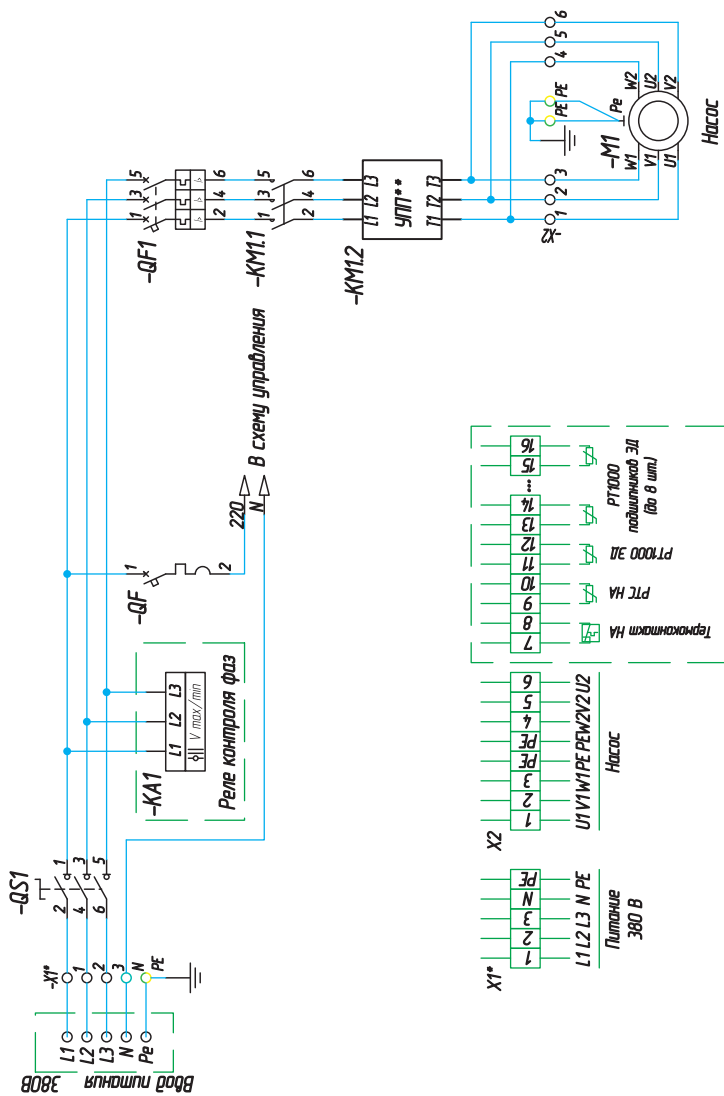 Ввод питания 380В
L1
L2
L3
N
Pe
-X1*
1
2
3
N
PE
-QS1
2 1
4 3
6 5
-KA1
L1 L2 L3
V max/min
Реле контроля фаз
-QF
1
2
220
N
В схему управления
-QF1
1 3 5
2 4 6
-KM1.1
1 3 5
2 4 6
-KM1.2
L1 L2 L3
УПП**
T1 T2 T3
-X2
1 2 3
PE PE
4 5 6
-M1
Pe
W1 V1 U1
W2 U2 V2
Насос
X1*
1 2 3 N PE
L1 L2 L3 N PE
Питание
380 В
X2
1 2 3 PE PE 4 5 6
U1 V1 W1 PE PE W2 V2 U2
Насос
7 8 9 10 11 12 13 14 ... 15 16
Термоконтакт НА
PTC НА
PT1000 ЭД
PT1000
подшипников ЭД
(до 8 шт.)